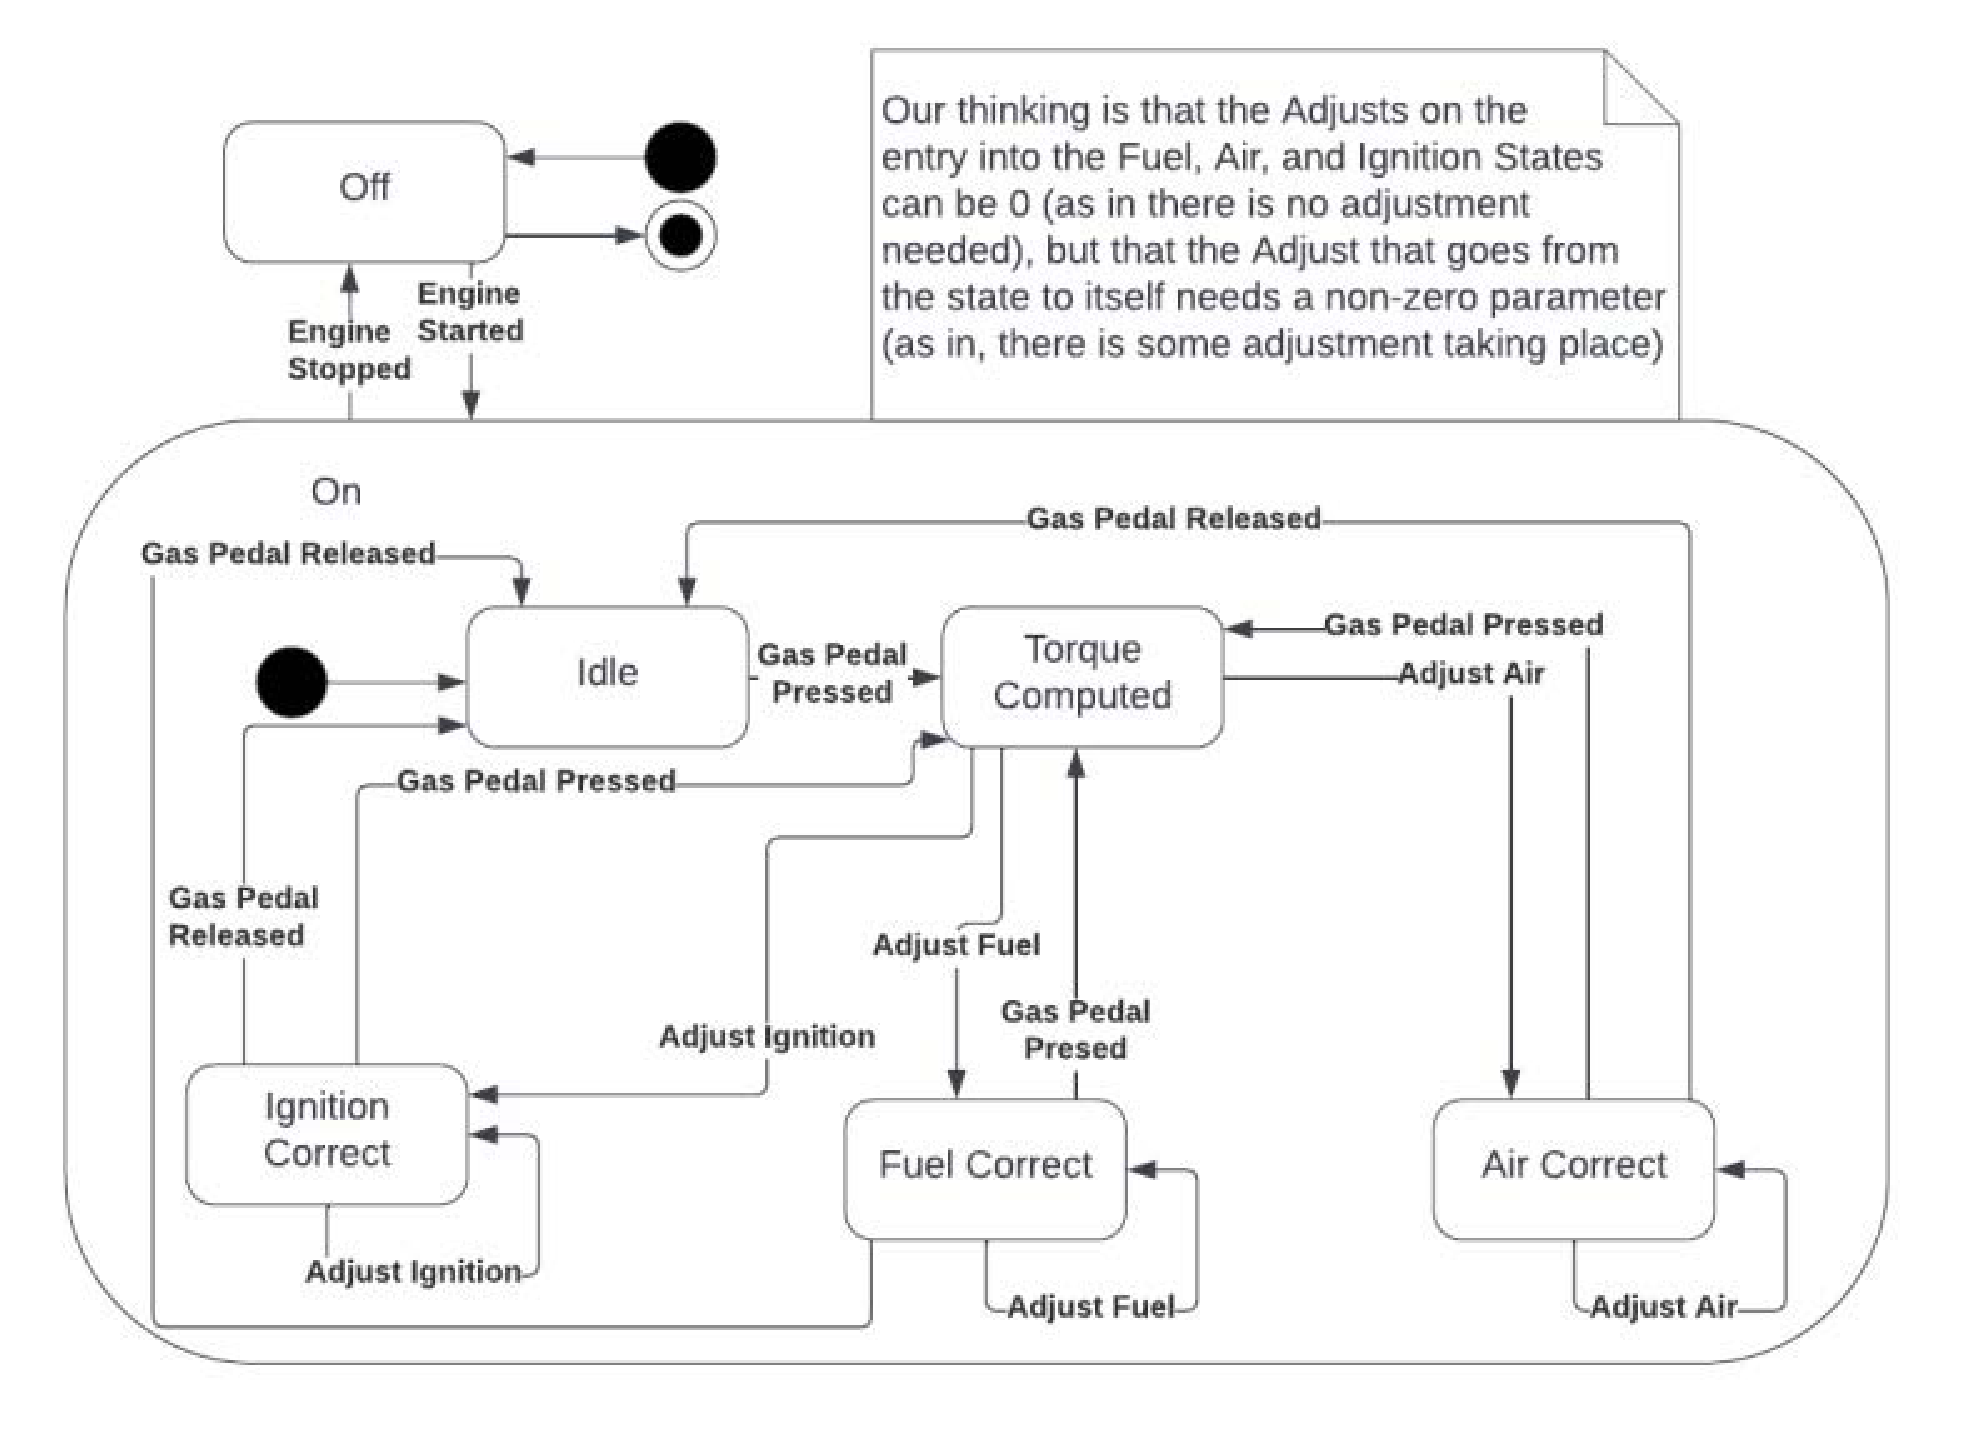 Our thinking is that the Adjusts on the
entry into the Fuel, Air, and Ignition States
can be 0 (as in there is no adjustment
needed), but that the Adjust that goes from
the state to itself needs a non-zero parameter
(as in, there is some adjustment taking place)
Off
Engine
Stopped
Engine
Started
On
Gas Pedal Released
Gas Pedal Released
Idle
Gas Pedal
Pressed
Torque
Computed
Gas Pedal Pressed
Adjust Air
Gas Pedal Pressed
Gas Pedal
Released
Adjust Fuel
Adjust Ignition
Gas Pedal
Presed
Ignition
Correct
Fuel Correct
Air Correct
Adjust Ignition
Adjust Fuel
Adjust Air